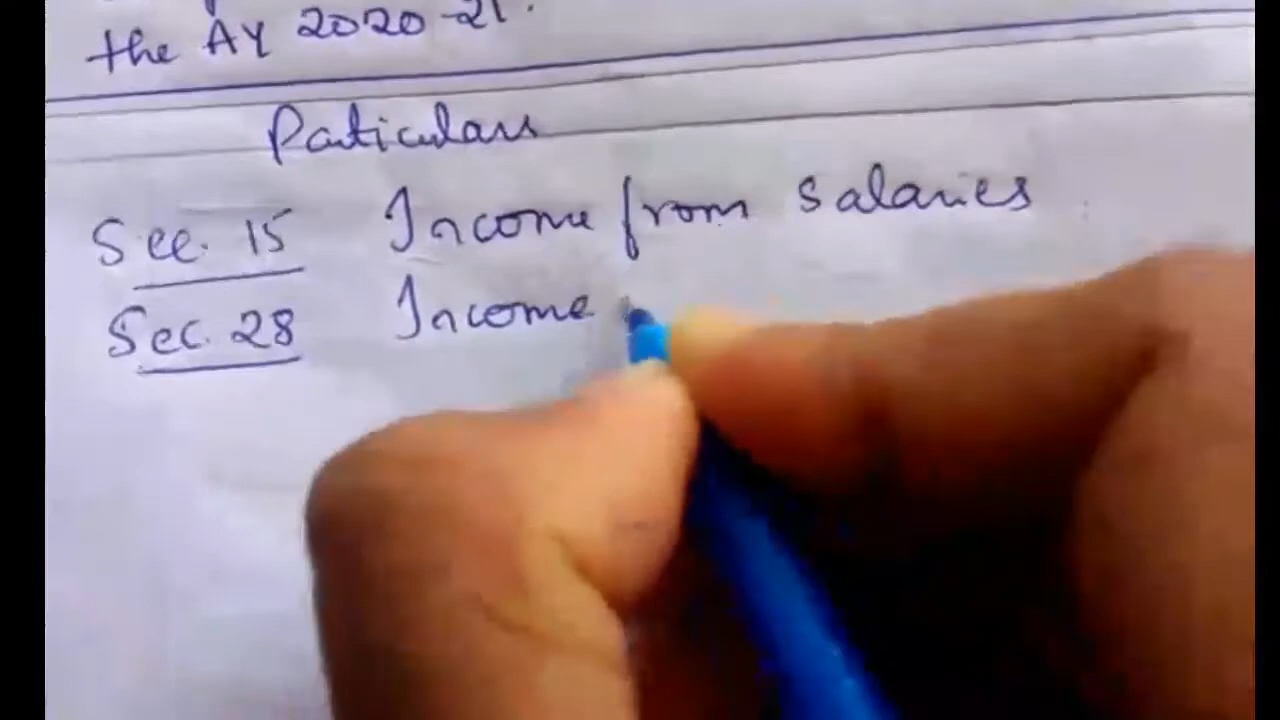 the AY 2020-21.
Paticulars
Sec. 15 Income from Salaries
Sec. 28 Income